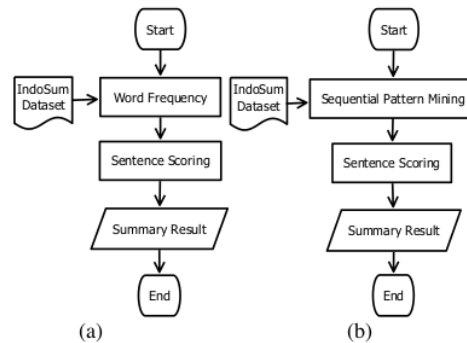 Start
IndoSum
Dataset
Word Frequency
Sentence Scoring
Summary Result
End
(a)
Start
IndoSum
Dataset
Sequential Pattern Mining
Sentence Scoring
Summary Result
End
(b)